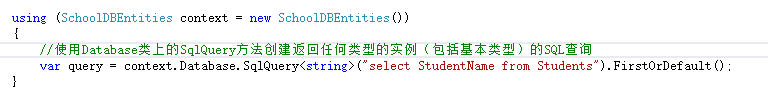 using (SchoolDBEntities context = new SchoolDBEntities())
{
//使用Database类上的SqlQuery方法创建返回任何类型的实例（包括基本类型）的SQL查询
var query = context.Database.SqlQuery<string>("select StudentName from Students").FirstOrDefault();
}